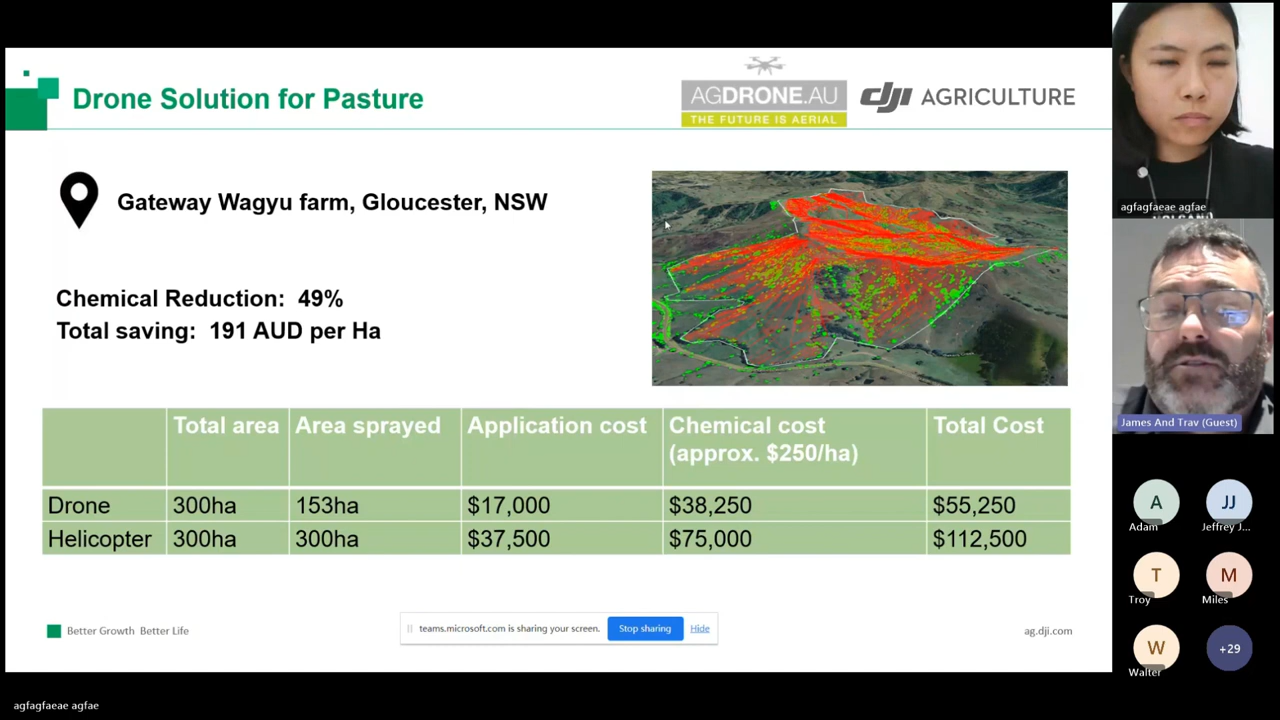 Drone Solution for Pasture
AGDRONE.AU
THE FUTURE IS AERIAL
dji AGRICULTURE
Gateway Wagyu farm, Gloucester, NSW
Chemical Reduction: 49%
Total saving: 191 AUD per Ha
Total area Area sprayed Application cost Chemical cost (approx. $250/ha) Total Cost
Drone 300ha 153ha $17,000 $38,250 $55,250
Helicopter 300ha 300ha $37,500 $75,000 $112,500
Better Growth Better Life
teams.microsoft.com is sharing your screen. Stop sharing Hide
ag.dji.com
agfagfaeae agfae
James And Trav (Guest)
A JJ
Adam Jeffrey J...
T M
Troy Miles
W +29
Walter
agfagfaeae agfae